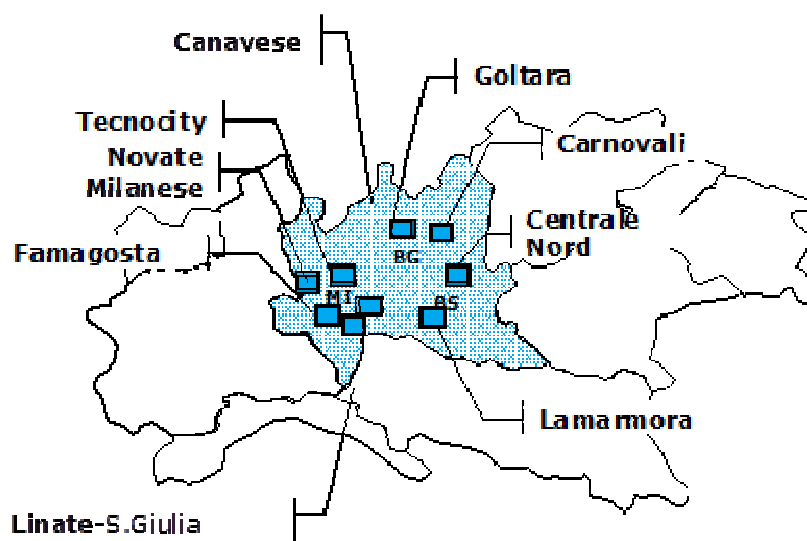 Canavese
Goltara
Tecnocity
Carnovali
Novate
Milanese
Centrale
Nord
Famagosta
BG
MI
BS
Lamarmora
Linate-S.Giulia